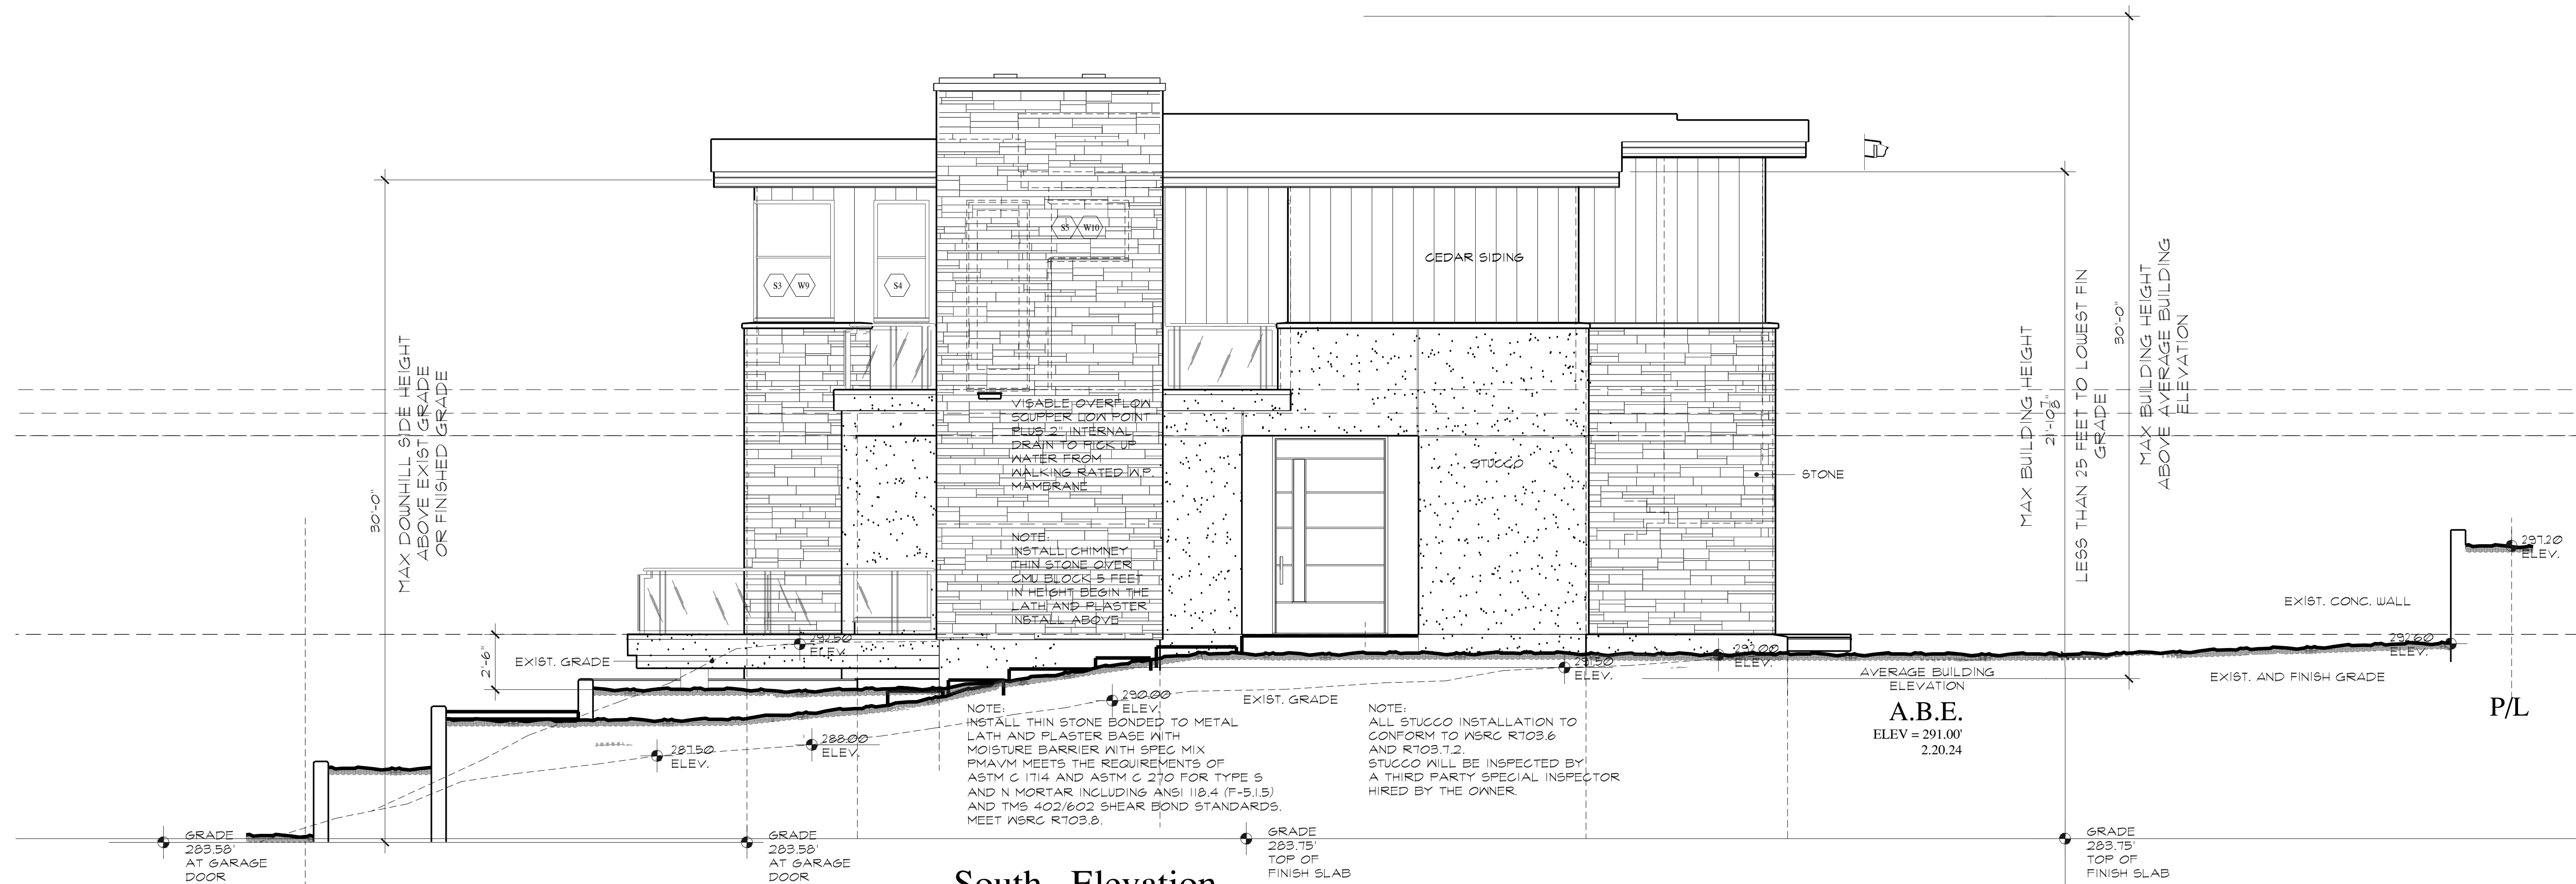 30'-0"
MAX DOWNHILL SIDE HEIGHT
ABOVE EXIST GRADE
OR FINISHED GRADE
S3
W9
S4
S5
W10
CEDAR SIDING
STUCCO
STONE
VISABLE OVERFLOW
SCUPPER LOW POINT
PLUS 2" INTERNAL
DRAIN TO PICK UP
WATER FROM
WALKING RATED W.P.
MAMBRANE
NOTE:
INSTALL CHIMNEY
THIN STONE OVER
CMU BLOCK 5 FEET
IN HEIGHT BEGIN THE
LATH AND PLASTER
INSTALL ABOVE
MAX BUILDING HEIGHT
21'-10 7/8"
LESS THAN 25 FEET TO LOWEST FIN
GRADE
30'-0"
MAX BUILDING HEIGHT
ABOVE AVERAGE BUILDING
ELEVATION
297.20
ELEV.
EXIST. CONC. WALL
292.60
ELEV.
EXIST. AND FINISH GRADE
P/L
2'-6"
EXIST. GRADE
292.50
ELEV.
287.50
ELEV.
288.00
ELEV.
290.00
ELEV.
EXIST. GRADE
291.50
ELEV.
292.00
ELEV.
AVERAGE BUILDING
ELEVATION
A.B.E.
ELEV = 291.00'
2.20.24
NOTE:
INSTALL THIN STONE BONDED TO METAL
LATH AND PLASTER BASE WITH
MOISTURE BARRIER WITH SPEC MIX
PMAVM MEETS THE REQUIREMENTS OF
ASTM C 1714 AND ASTM C 270 FOR TYPE S
AND N MORTAR INCLUDING ANSI 118.4 (F-5.1.5)
AND TMS 402/602 SHEAR BOND STANDARDS.
MEET WSRC R703.8.
NOTE:
ALL STUCCO INSTALLATION TO
CONFORM TO WSRC R703.6
AND R703.7.2.
STUCCO WILL BE INSPECTED BY
A THIRD PARTY SPECIAL INSPECTOR
HIRED BY THE OWNER.
GRADE
283.58'
AT GARAGE
DOOR
GRADE
283.58'
AT GARAGE
DOOR
GRADE
283.75'
TOP OF
FINISH SLAB
GRADE
283.75'
TOP OF
FINISH SLAB
South Elevation